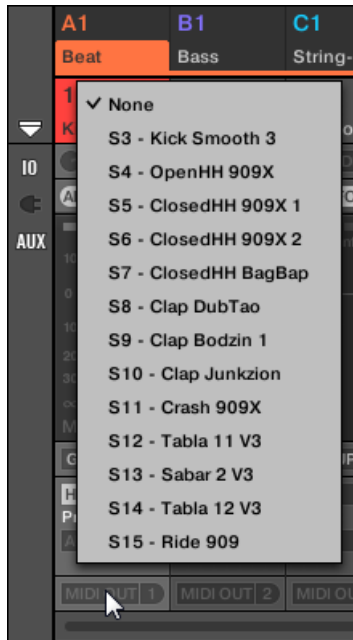 A1 B1 C1
Beat Bass String-
1
K
None
S3 - Kick Smooth 3
IO
S4 - OpenHH 909X
S5 - ClosedHH 909X 1
AUX
S6 - ClosedHH 909X 2
S7 - ClosedHH BagBap
S8 - Clap DubTao
S9 - Clap Bodzin 1
S10 - Clap Junkzion
S11 - Crash 909X
S12 - Tabla 11 V3
S13 - Sabar 2 V3
S14 - Tabla 12 V3
S15 - Ride 909
MIDI OUT 1 MIDI OUT 2 MIDI OU